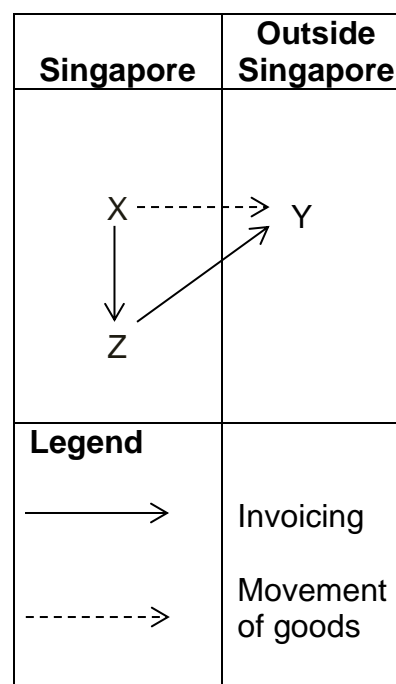 Singapore
Outside
Singapore
X
Y
Z
Legend
Invoicing
Movement
of goods